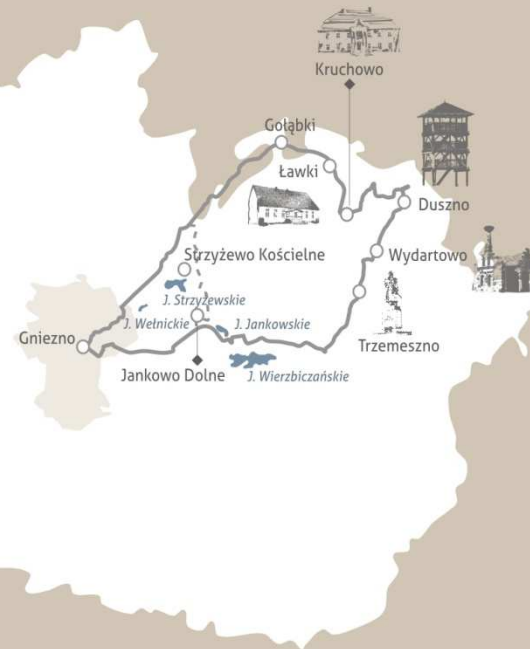 Kruchowo
Gołąbki
Ławki
Duszno
Strzyżewo Kościelne
Wydartowo
J. Strzyżewskie
J. Wełnickie
J. Jankowskie
Gniezno
Trzemeszno
Jankowo Dolne
J. Wierzbiczańskie